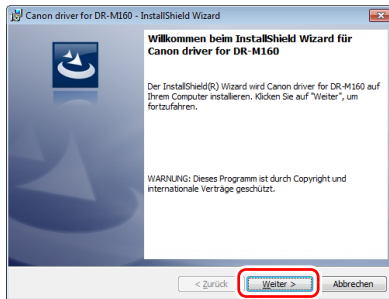 Canon driver for DR-M160 - InstallShield Wizard
Willkommen beim InstallShield Wizard für
Canon driver for DR-M160
Der InstallShield(R) Wizard wird Canon driver for DR-M160 auf
Ihrem Computer installieren. Klicken Sie auf "Weiter", um
fortzufahren.
WARNUNG: Dieses Programm ist durch Copyright und
internationale Verträge geschützt.
< Zurück Weiter > Abbrechen